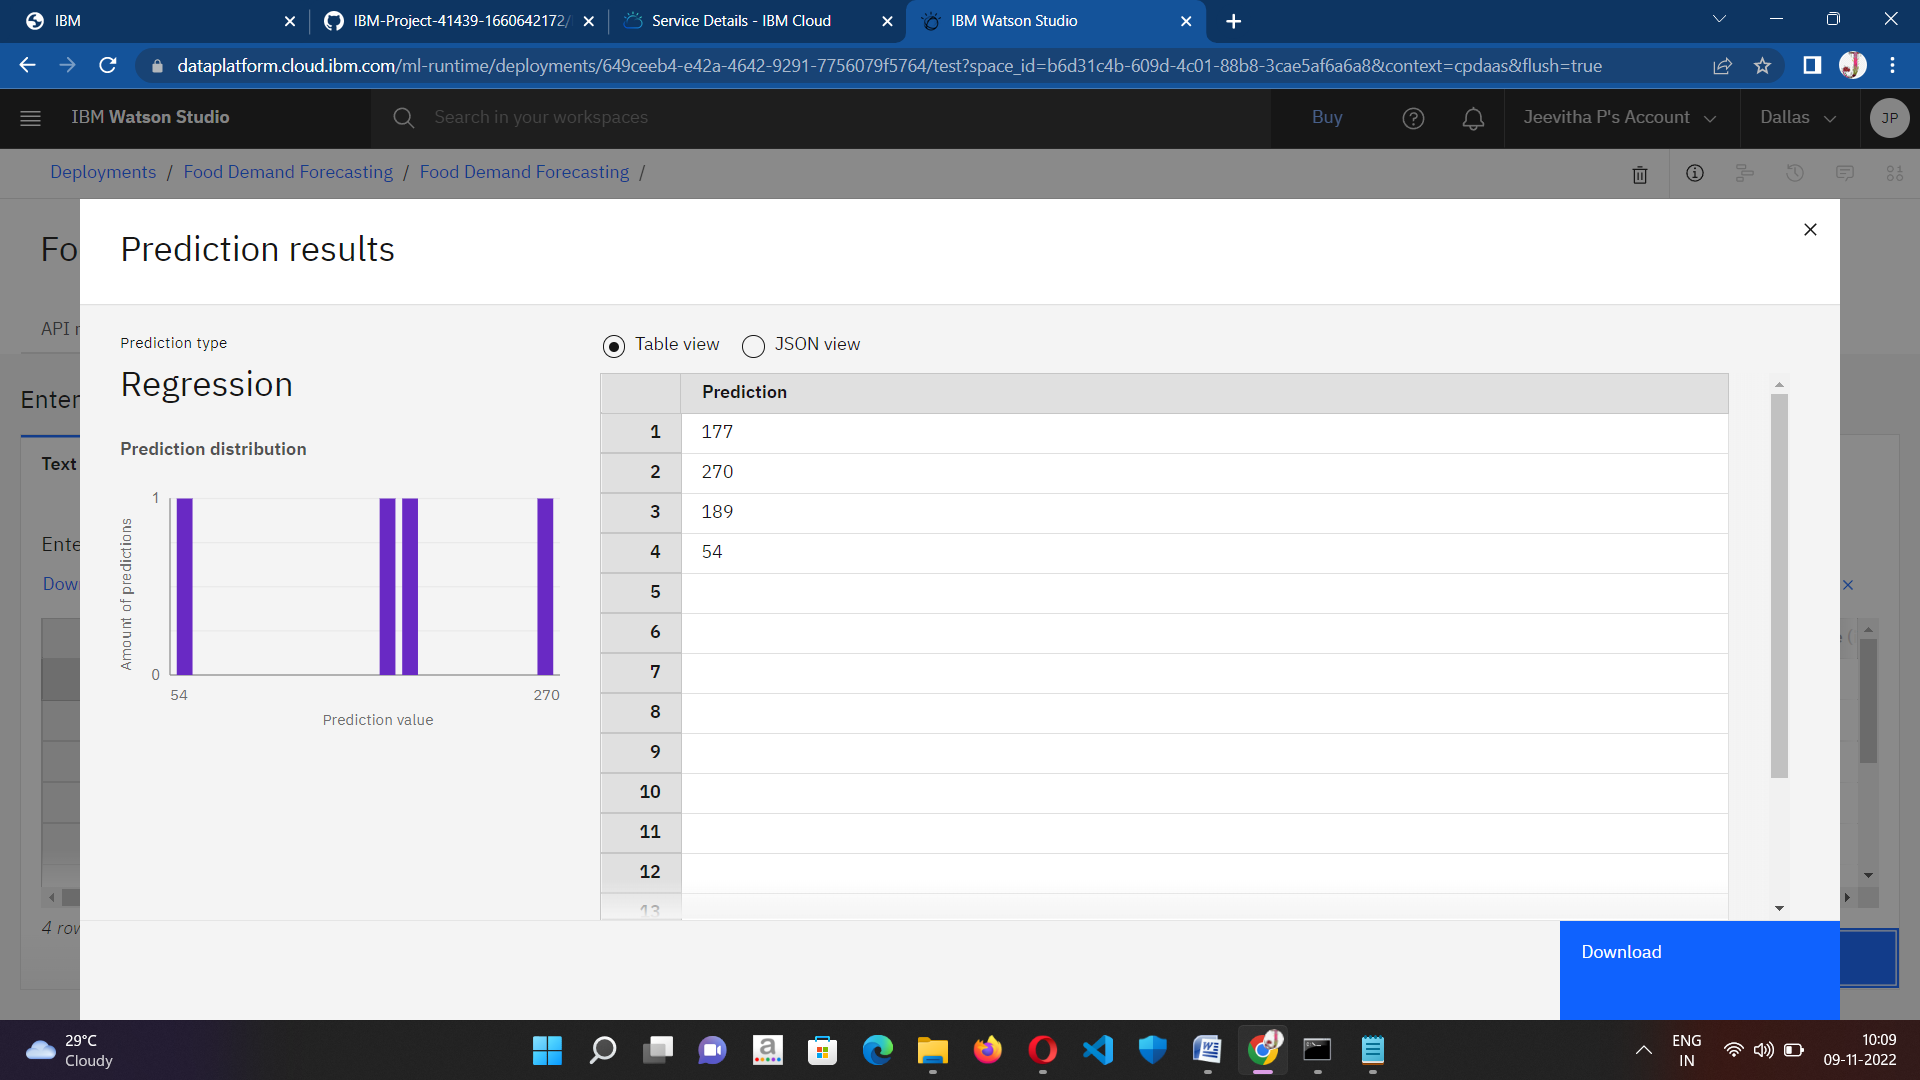 IBM
IBM-Project-41439-1660642172/
Service Details - IBM Cloud
IBM Watson Studio
dataplatform.cloud.ibm.com/ml-runtime/deployments/649ceeb4-e42a-4642-9291-7756079f5764/test?space_id=b6d31c4b-609d-4c01-88b8-3cae5af6a6a8&context=cpdaas&flush=true
IBM Watson Studio
Search in your workspaces
Buy
Jeevitha P's Account
Dallas
JP
Deployments / Food Demand Forecasting / Food Demand Forecasting /
Fo
Prediction results
API r
Enter
Text
Ente
Dow
4 rov
Prediction type
Regression
Prediction distribution
Amount of predictions
1
0
54
270
Prediction value
Table view
JSON view
Prediction
1 177
2 270
3 189
4 54
5
6
7
8
9
10
11
12
13
Download
29°C
Cloudy
ENG
IN
10:09
09-11-2022